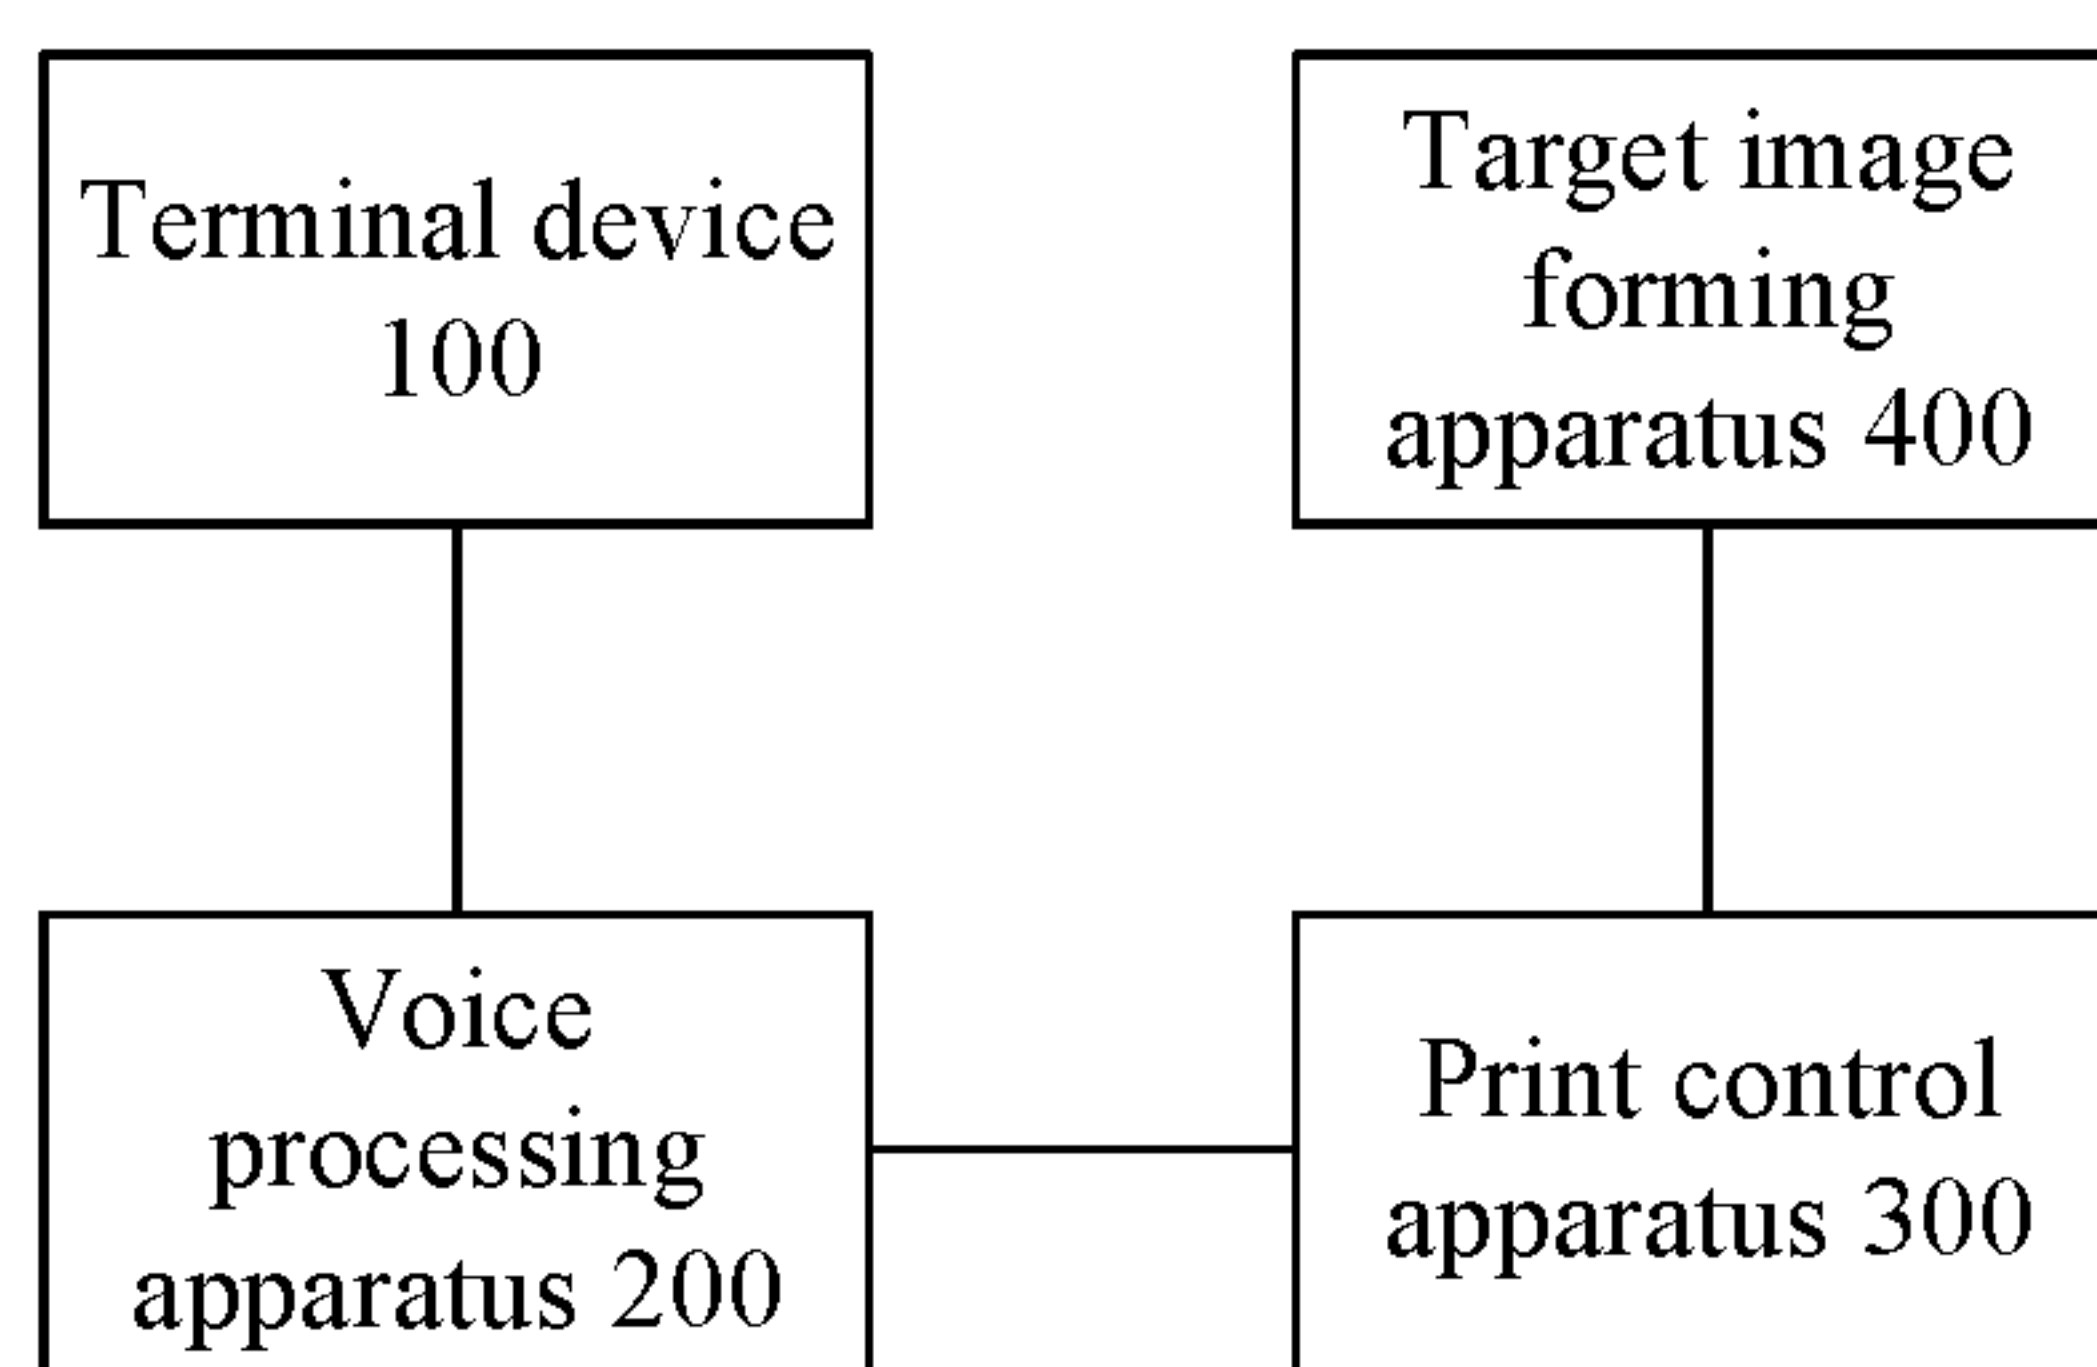 Terminal device
100
Target image
forming
apparatus 400
Voice
processing
apparatus 200
Print control
apparatus 300